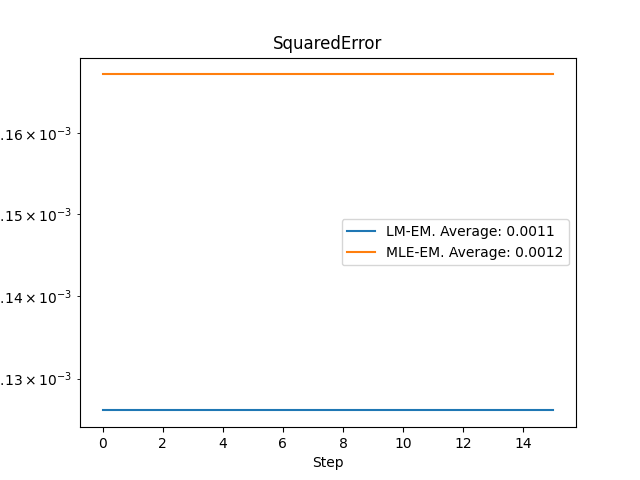 SquaredError
.16 × 10⁻³
.15 × 10⁻³
.14 × 10⁻³
.13 × 10⁻³
LM-EM. Average: 0.0011
MLE-EM. Average: 0.0012
0 2 4 6 8 10 12 14
Step